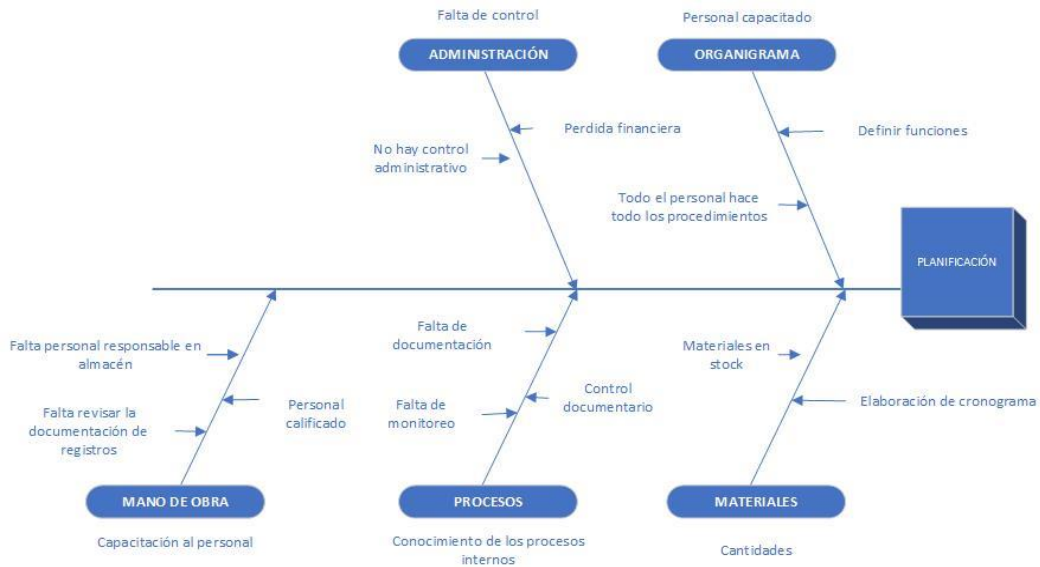 Falta de control
Personal capacitado
ADMINISTRACIÓN
ORGANIGRAMA
Perdida financiera
No hay control
administrativo
Definir funciones
Todo el personal hace
todo los procedimientos
PLANIFICACIÓN
Falta personal responsable en
almacén
Personal
calificado
Falta revisar la
documentación de
registros
Falta de
documentación
Control
documentario
Falta de
monitoreo
Materiales en
stock
Elaboración de cronograma
MANO DE OBRA
PROCESOS
MATERIALES
Capacitación al personal
Conocimiento de los procesos
internos
Cantidades